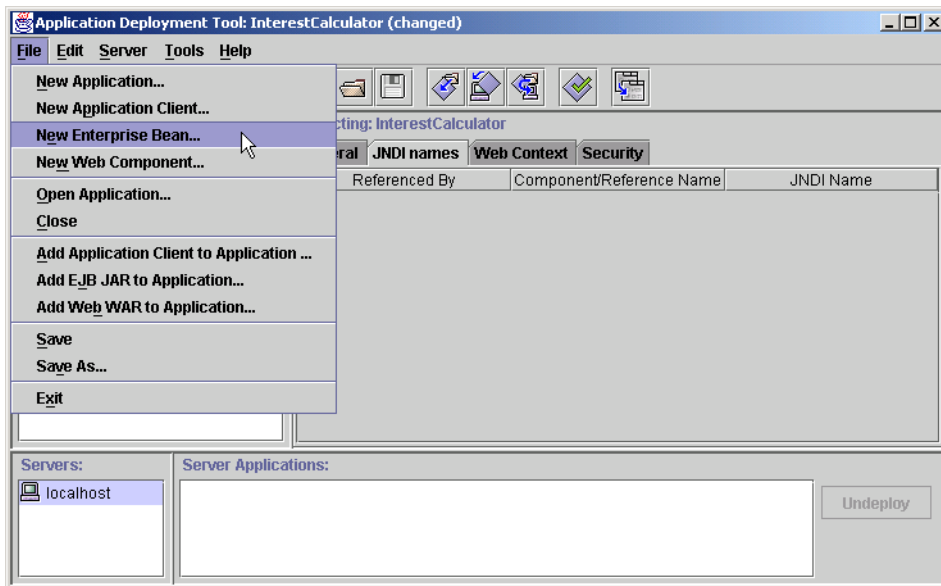 Application Deployment Tool: InterestCalculator (changed)
File Edit Server Tools Help
New Application...
New Application Client...
New Enterprise Bean...
New Web Component...
Open Application...
Close
Add Application Client to Application ...
Add EJB JAR to Application...
Add Web WAR to Application...
Save
Save As...
Exit
cting: InterestCalculator
ral JNDI names Web Context Security
Referenced By Component/Reference Name JNDI Name
Servers: Server Applications:
localhost
Undeploy